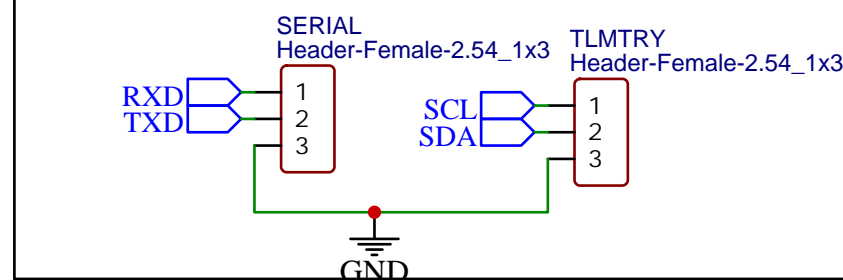 SERIAL
Header-Female-2.54_1x3
RXD
TXD
1
2
3
TLMTRY
Header-Female-2.54_1x3
SCL
SDA
1
2
3
GND